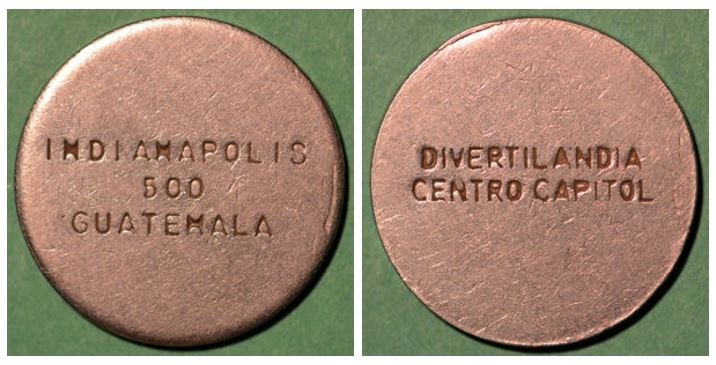 INDIANAPOLIS
500
GUATEMALA
DIVERTILANDIA
CENTRO CAPITOL